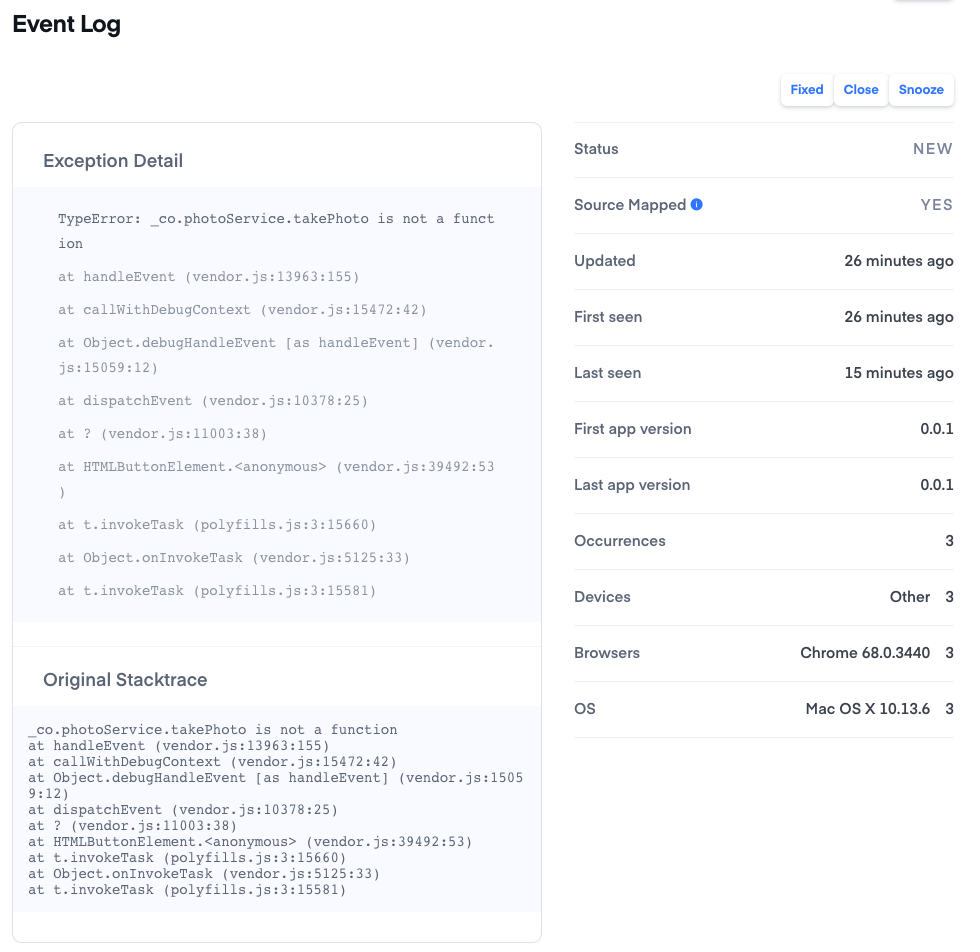 Event Log
Fixed Close Snooze
Exception Detail
TypeError: _co.photoService.takePhoto is not a funct
ion
at handleEvent (vendor.js:13963:155)
at callWithDebugContext (vendor.js:15472:42)
at Object.debugHandleEvent [as handleEvent] (vendor.
js:15059:12)
at dispatchEvent (vendor.js:10378:25)
at ? (vendor.js:11003:38)
at HTMLButtonElement.<anonymous> (vendor.js:39492:53
)
at t.invokeTask (polyfills.js:3:15660)
at Object.onInvokeTask (vendor.js:5125:33)
at t.invokeTask (polyfills.js:3:15581)
Original Stacktrace
_co.photoService.takePhoto is not a function
at handleEvent (vendor.js:13963:155)
at callWithDebugContext (vendor.js:15472:42)
at Object.debugHandleEvent [as handleEvent] (vendor.js:1505
9:12)
at dispatchEvent (vendor.js:10378:25)
at ? (vendor.js:11003:38)
at HTMLButtonElement.<anonymous> (vendor.js:39492:53)
at t.invokeTask (polyfills.js:3:15660)
at Object.onInvokeTask (vendor.js:5125:33)
at t.invokeTask (polyfills.js:3:15581)
Status NEW
Source Mapped i YES
Updated 26 minutes ago
First seen 26 minutes ago
Last seen 15 minutes ago
First app version 0.0.1
Last app version 0.0.1
Occurrences 3
Devices Other 3
Browsers Chrome 68.0.3440 3
OS Mac OS X 10.13.6 3